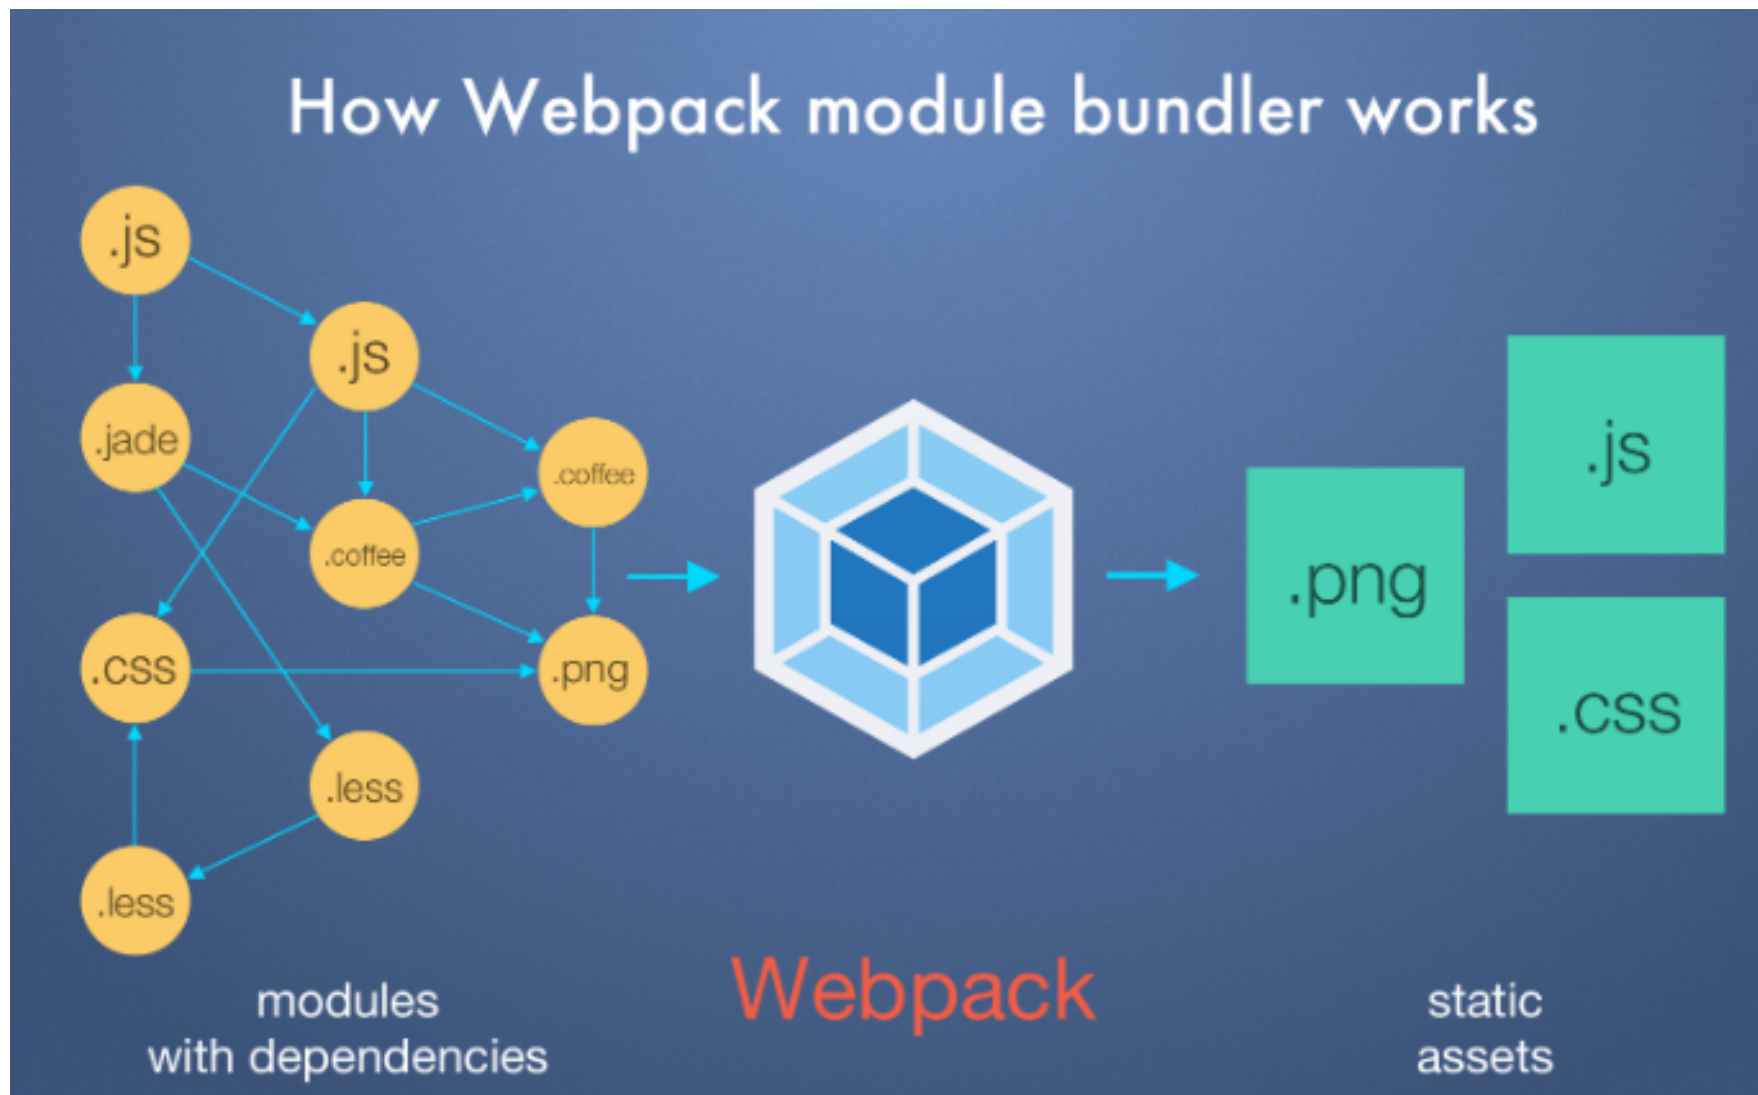 How Webpack module bundler works
.js
.js
.jade
.coffee
.coffee
.css
.png
.less
.less
modules
with dependencies
Webpack
.png
.js
.css
static
assets